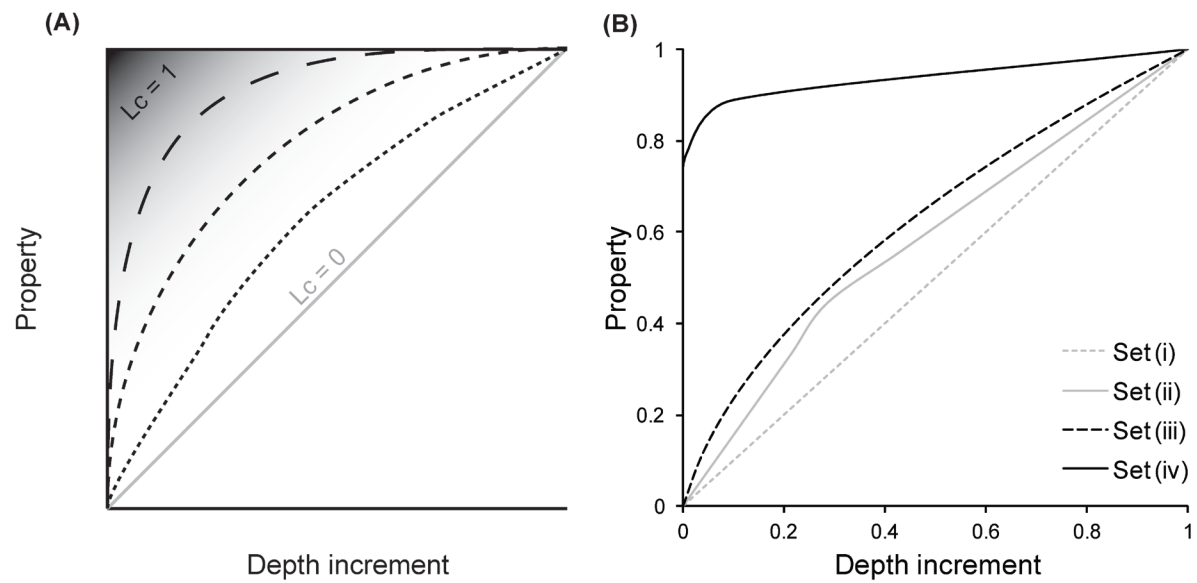 (A)
Lc = 1
Lc = 0
Property
Depth increment
(B)
1
0.8
0.6
0.4
0.2
0
0 0.2 0.4 0.6 0.8 1
Property
Depth increment
Set (i)
Set (ii)
Set (iii)
Set (iv)